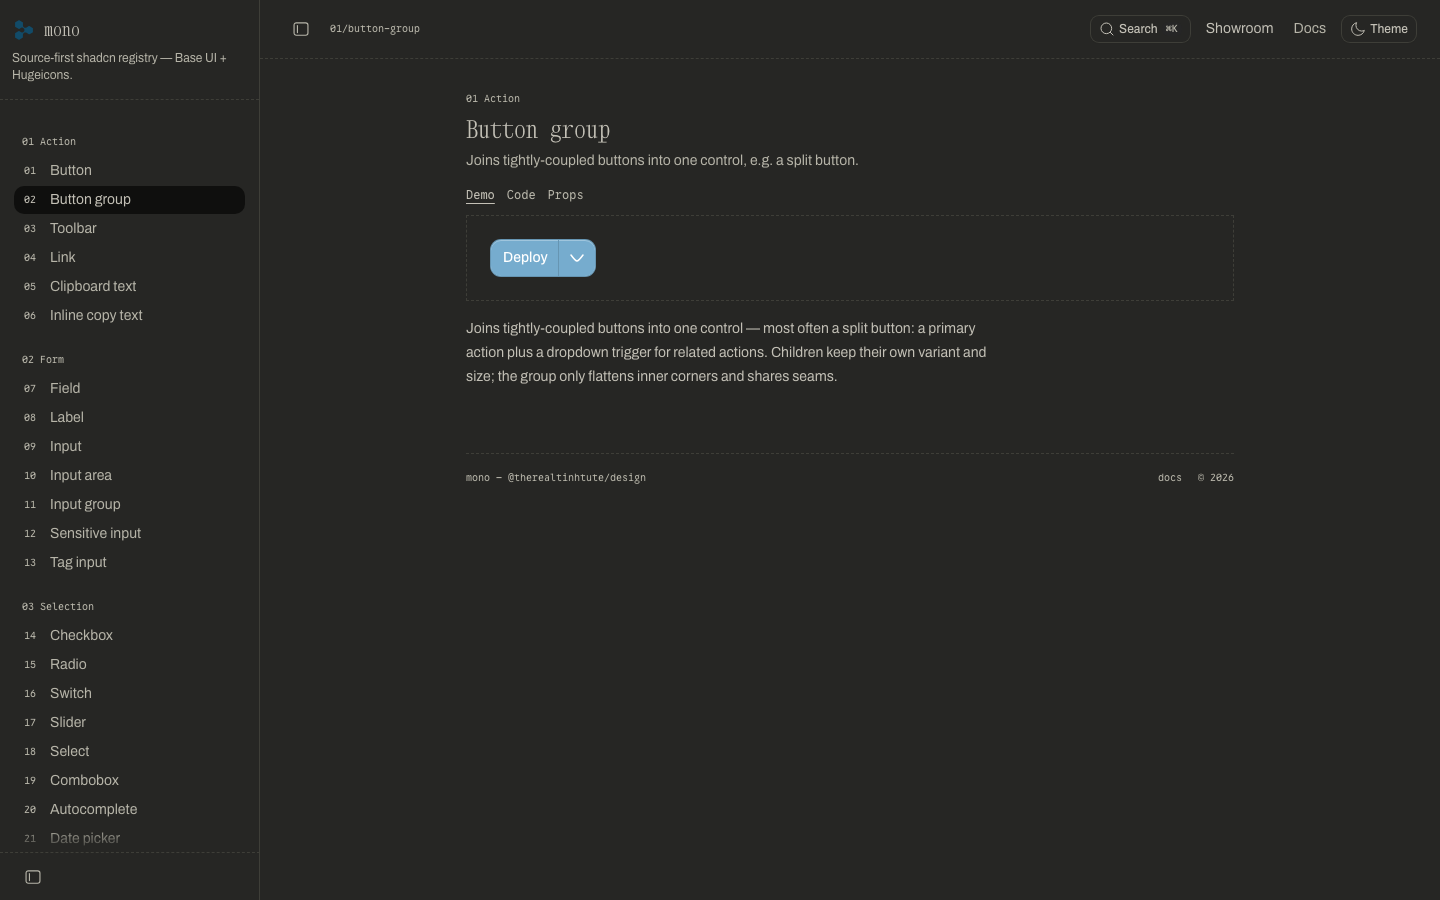 mono
Source-first shadcn registry — Base UI +
Hugeicons.
01 Action
01 Button
02 Button group
03 Toolbar
04 Link
05 Clipboard text
06 Inline copy text
02 Form
07 Field
08 Label
09 Input
10 Input area
11 Input group
12 Sensitive input
13 Tag input
03 Selection
14 Checkbox
15 Radio
16 Switch
17 Slider
18 Select
19 Combobox
20 Autocomplete
21 Date picker
01/button-group
Search ⌘K
Showroom
Docs
Theme
01 Action
Button group
Joins tightly-coupled buttons into one control, e.g. a split button.
Demo Code Props
Deploy
Joins tightly-coupled buttons into one control — most often a split button: a primary
action plus a dropdown trigger for related actions. Children keep their own variant and
size; the group only flattens inner corners and shares seams.
mono — @therealtinhtute/design
docs © 2026